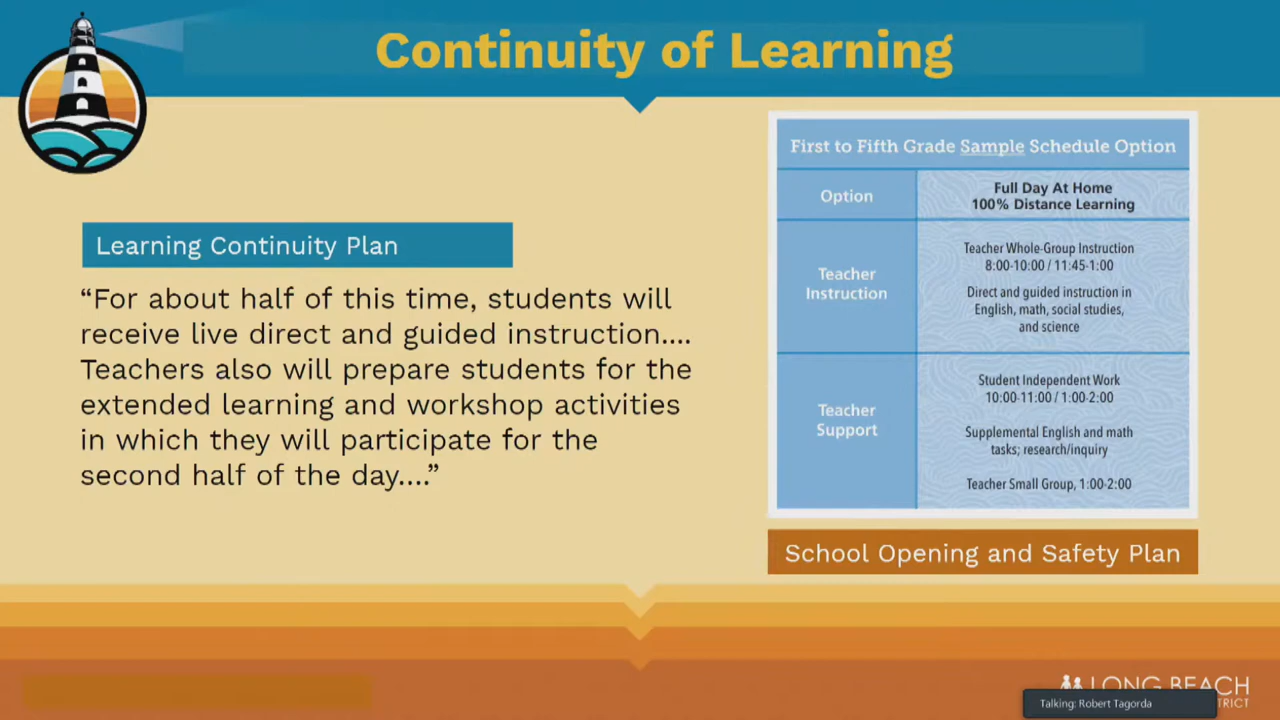 Continuity of Learning
Learning Continuity Plan
“For about half of this time, students will
receive live direct and guided instruction....
Teachers also will prepare students for the
extended learning and workshop activities
in which they will participate for the
second half of the day....”
First to Fifth Grade Sample Schedule Option
Option
Full Day At Home
100% Distance Learning
Teacher
Instruction
Teacher Whole-Group Instruction
8:00-10:00 / 11:45-1:00
Direct and guided instruction in
English, math, social studies,
and science
Teacher
Support
Student Independent Work
10:00-11:00 / 1:00-2:00
Supplemental English and math
tasks; research/inquiry
Teacher Small Group, 1:00-2:00
School Opening and Safety Plan
LONG BEACH
Talking: Robert Tagorda